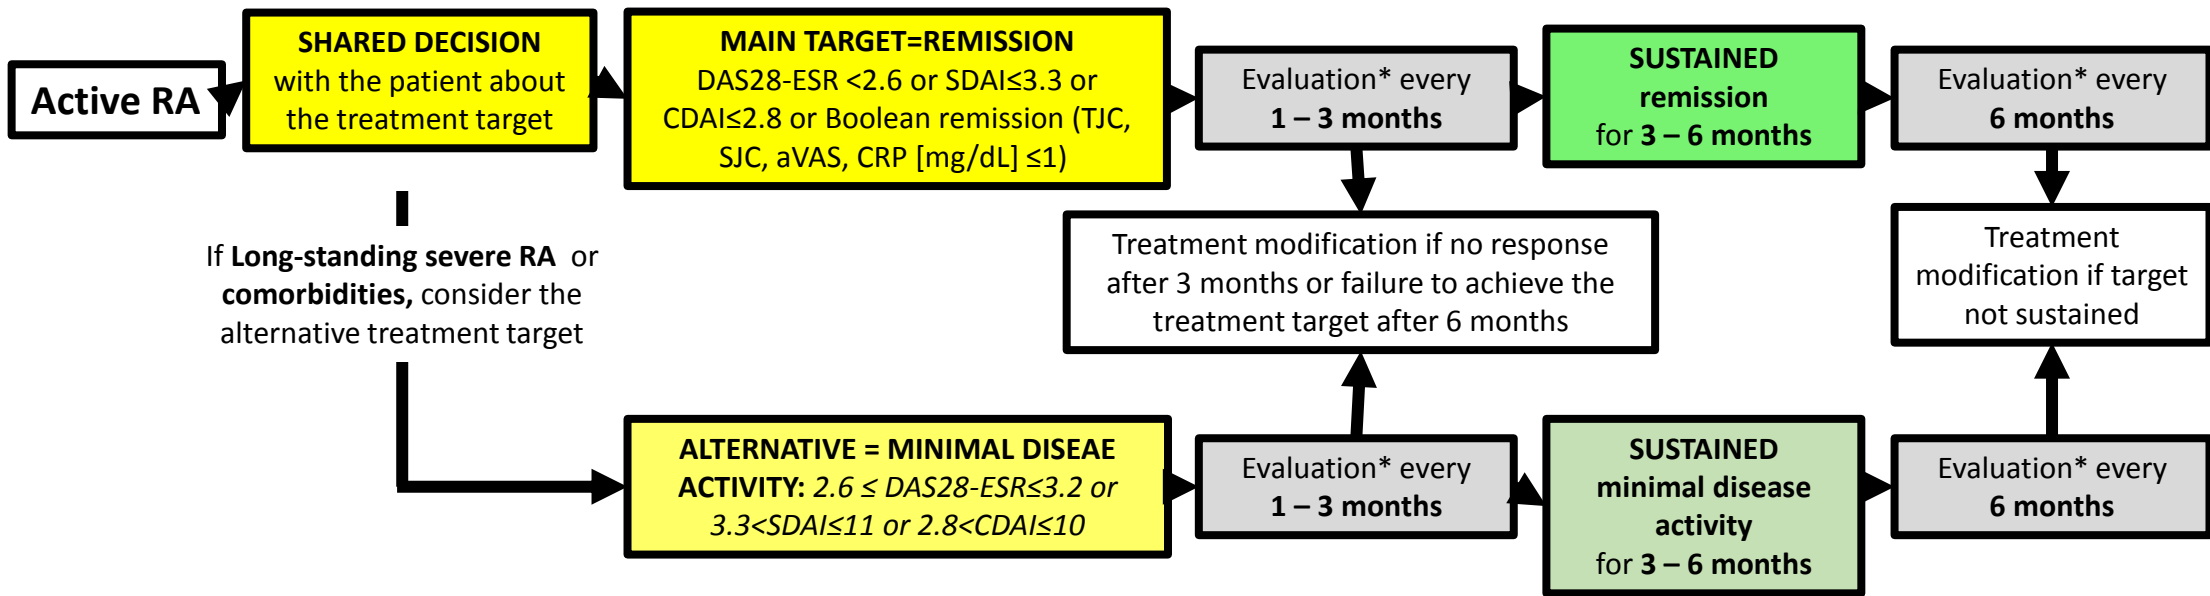 Active RA
SHARED DECISION
with the patient about
the treatment target
MAIN TARGET=REMISSION
DAS28-ESR <2.6 or SDAI≤3.3 or
CDAI≤2.8 or Boolean remission (TJC,
SJC, aVAS, CRP [mg/dL] ≤1)
Evaluation* every
1 – 3 months
SUSTAINED
remission
for 3 – 6 months
Evaluation* every
6 months
If Long-standing severe RA or
comorbidities, consider the
alternative treatment target
Treatment modification if no response
after 3 months or failure to achieve the
treatment target after 6 months
Treatment
modification if target
not sustained
ALTERNATIVE = MINIMAL DISEAE
ACTIVITY: 2.6 ≤ DAS28-ESR≤3.2 or
3.3<SDAI≤11 or 2.8<CDAI≤10
Evaluation* every
1 – 3 months
SUSTAINED
minimal disease
activity
for 3 – 6 months
Evaluation* every
6 months